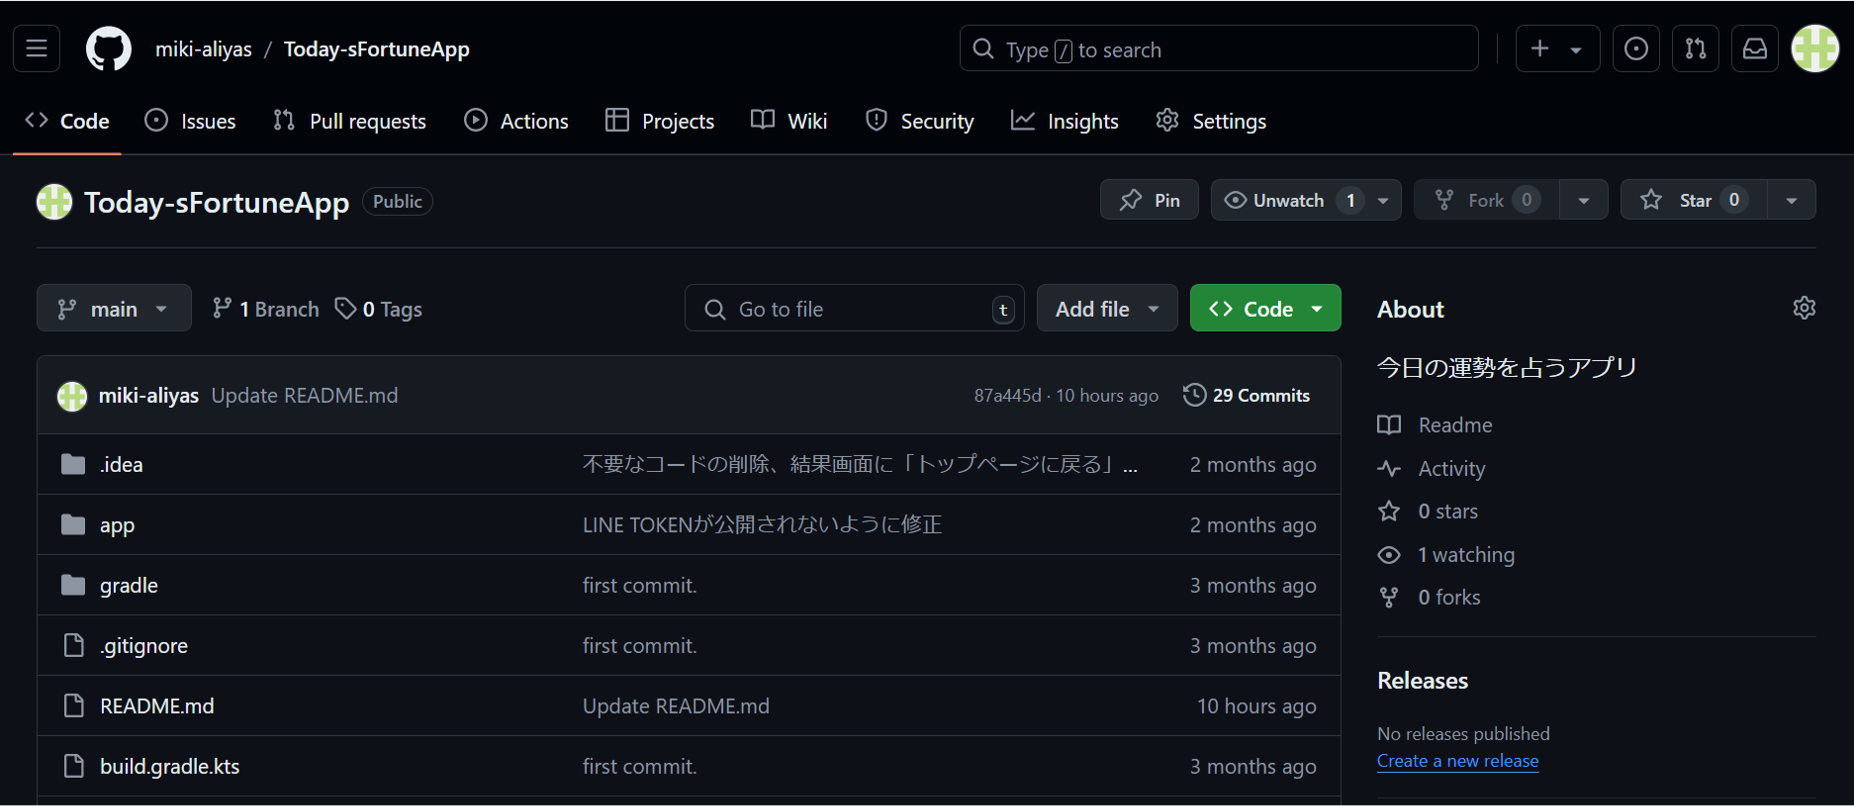 miki-aliyas / Today-sFortuneApp
Type / to search
Code Issues Pull requests Actions Projects Wiki Security Insights Settings
Today-sFortuneApp Public
Pin Unwatch 1 Fork 0 Star 0
main 1 Branch 0 Tags
Go to file t Add file Code
miki-aliyas Update README.md 87a445d · 10 hours ago 29 Commits
.idea 不要なコードの削除、結果画面に「トップページに戻る」... 2 months ago
app LINE TOKENが公開されないように修正 2 months ago
gradle first commit. 3 months ago
.gitignore first commit. 3 months ago
README.md Update README.md 10 hours ago
build.gradle.kts first commit. 3 months ago
About
今日の運勢を占うアプリ
Readme
Activity
0 stars
1 watching
0 forks
Releases
No releases published
Create a new release